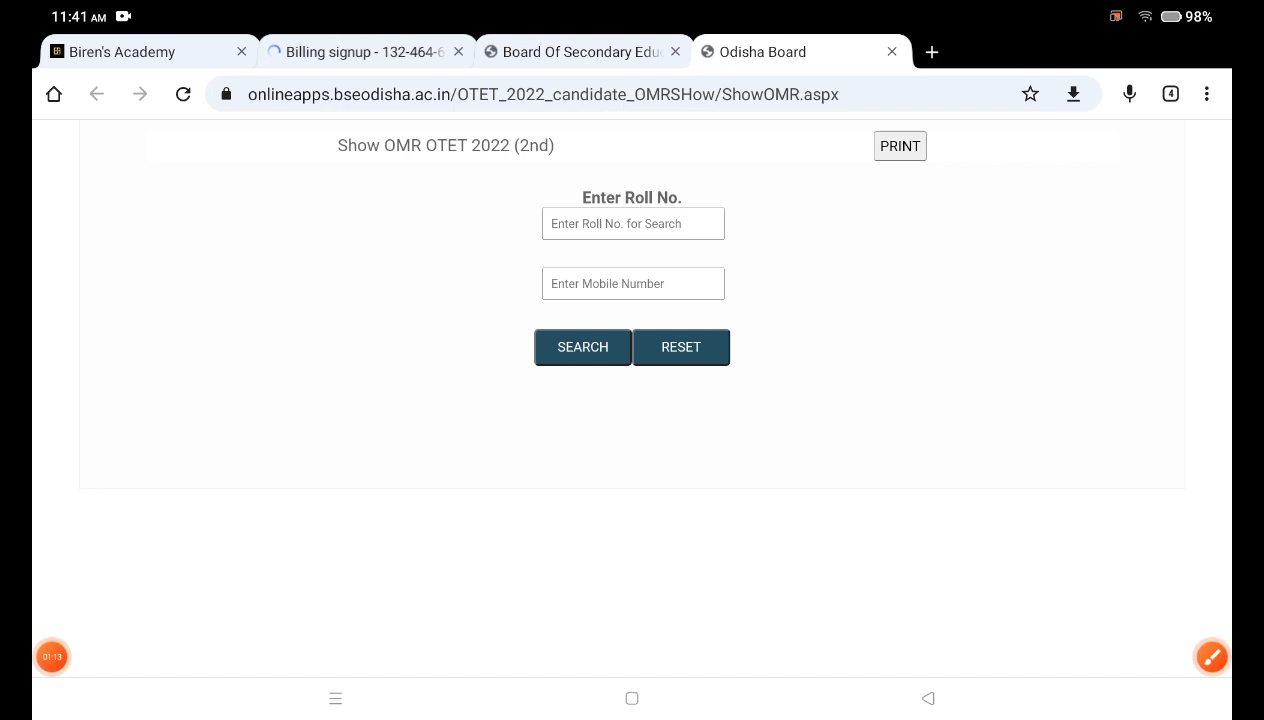 11:41 AM
98%
Biren's Academy
Billing signup - 132-464-6
Board Of Secondary Edu
Odisha Board
onlineapps.bseodisha.ac.in/OTET_2022_candidate_OMRSHow/ShowOMR.aspx
4
Show OMR OTET 2022 (2nd)
PRINT
Enter Roll No.
Enter Roll No. for Search
Enter Mobile Number
SEARCH
RESET
01:13